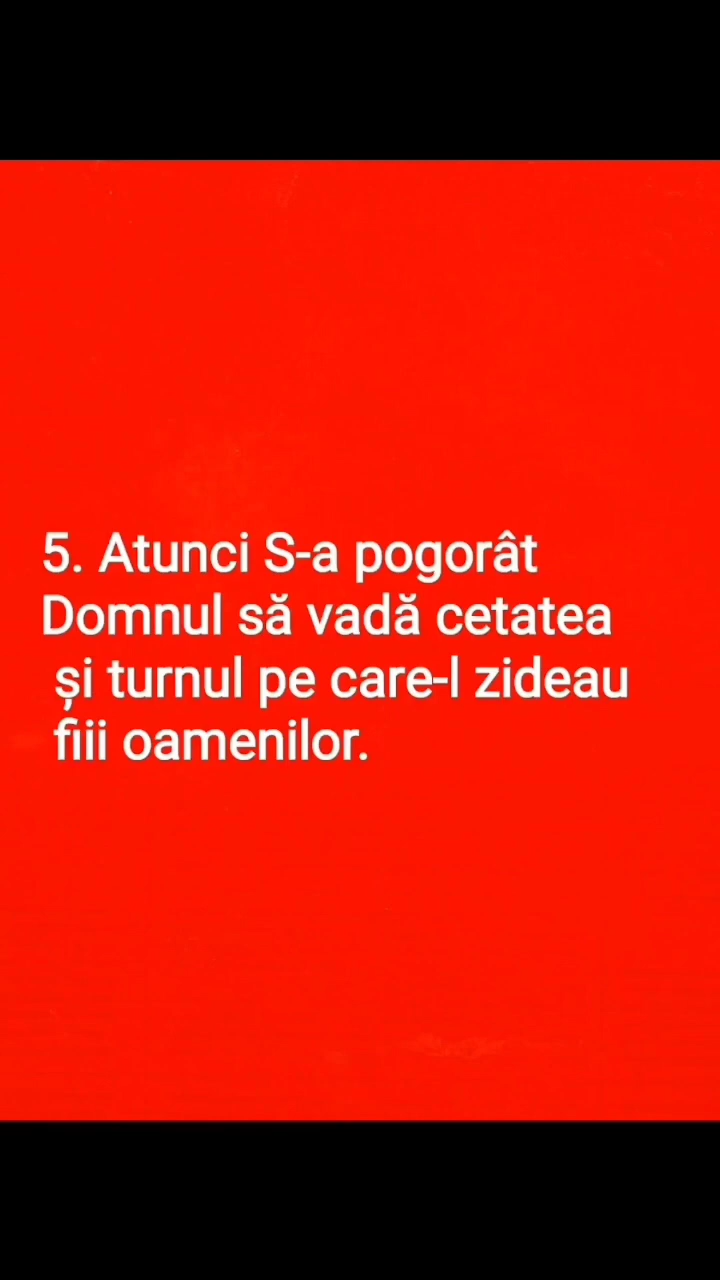 5. Atunci S-a pogorât
Domnul să vadă cetatea
și turnul pe care-l zideau
fiii oamenilor.